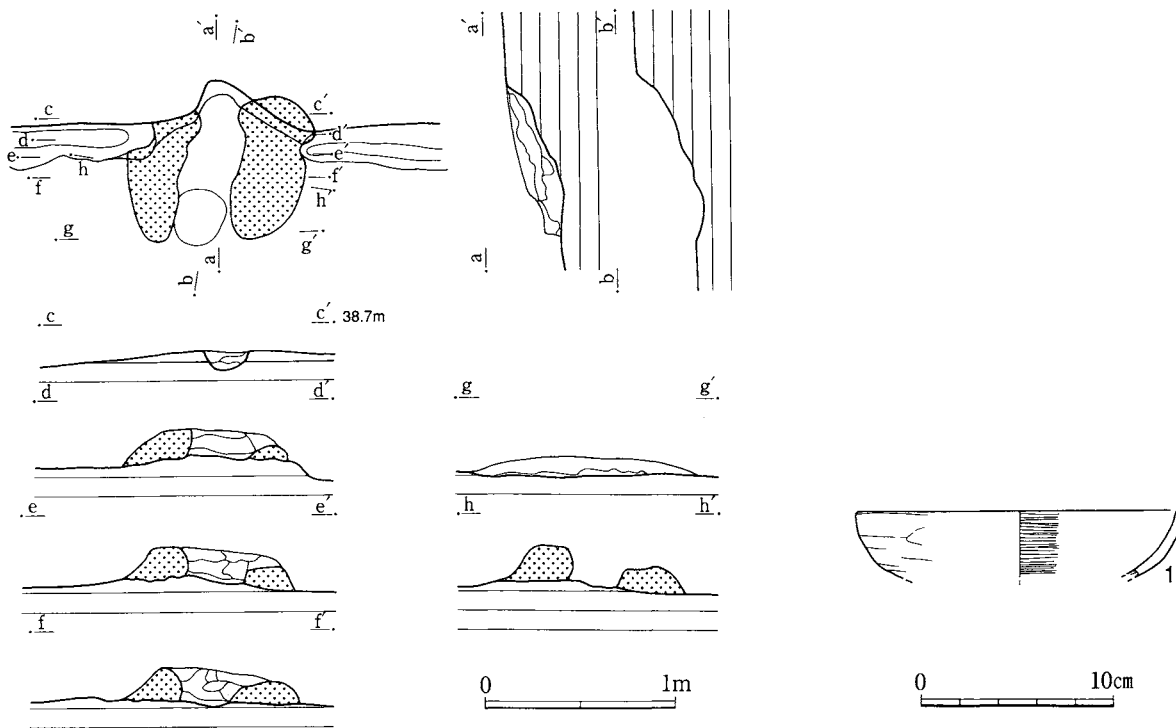 a′ b′
c c′
d d′
e e′
f f′
h h′
g g′
a
b
a′ b′
a b
c c′ 38.7m
d d′
e e′
f f′
g g′
h h′
0 1m
0 10cm
1